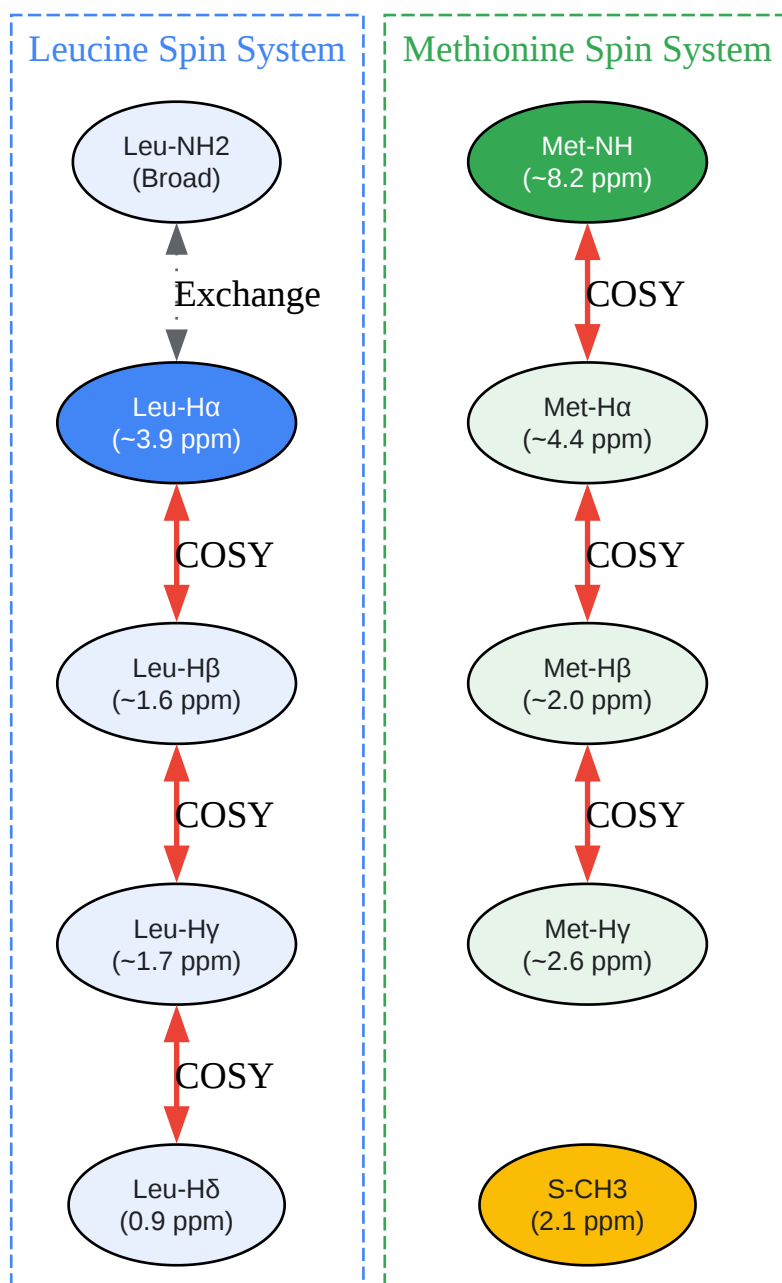 Leucine Spin System
Leu-NH2
(Broad)
Exchange
Leu-Hα
(~3.9 ppm)
COSY
Leu-Hβ
(~1.6 ppm)
COSY
Leu-Hγ
(~1.7 ppm)
COSY
Leu-Hδ
(0.9 ppm)
Methionine Spin System
Met-NH
(~8.2 ppm)
COSY
Met-Hα
(~4.4 ppm)
COSY
Met-Hβ
(~2.0 ppm)
COSY
Met-Hγ
(~2.6 ppm)
S-CH3
(2.1 ppm)